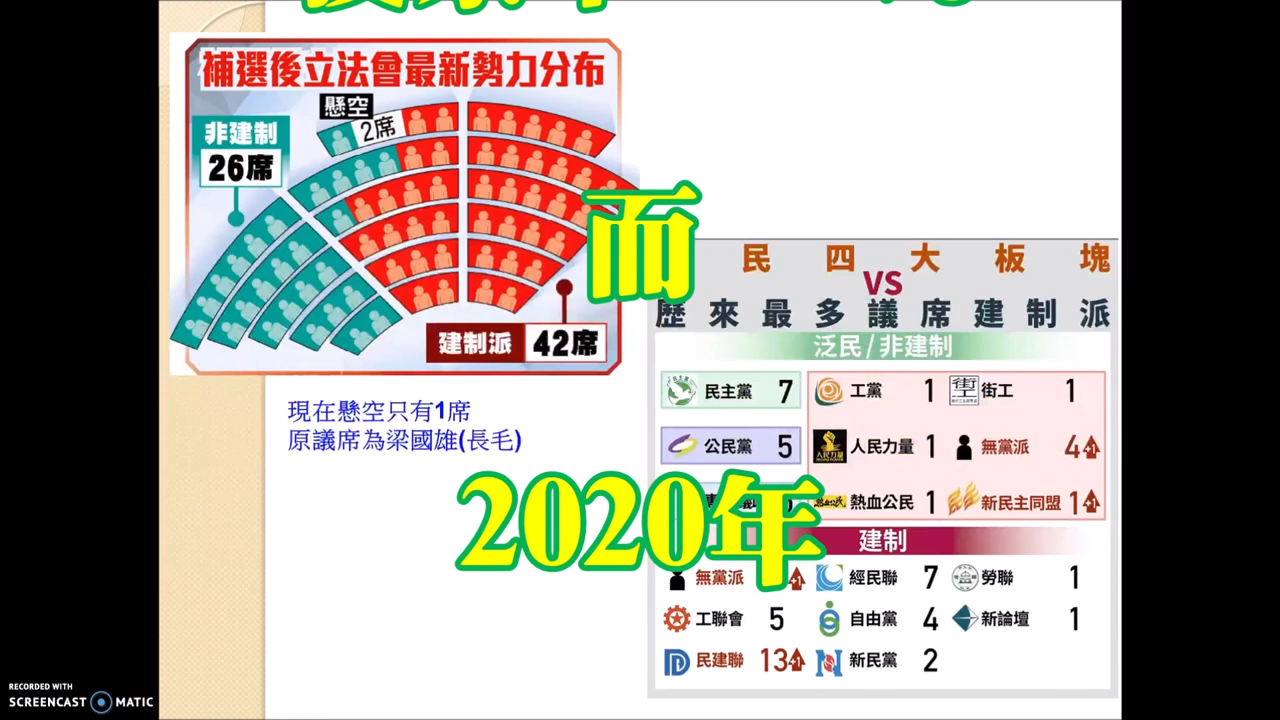 補選後立法會最新勢力分布
懸空
2席
非建制
26席
建制派 42席
現在懸空只有1席
原議席為梁國雄(長毛)
而
2020年
民四大板塊
VS
歷來最多議席建制派
泛民/非建制
民主黨 7
工黨 1
街工 1
公民黨 5
人民力量 1
無黨派 4 +1
熱血公民 1
新民主同盟 1 +1
建制
無黨派
經民聯 7
勞聯 1
工聯會 5
自由黨 4
新論壇 1
民建聯 13 +1
新民黨 2
RECORDED WITH
SCREENCAST MATIC